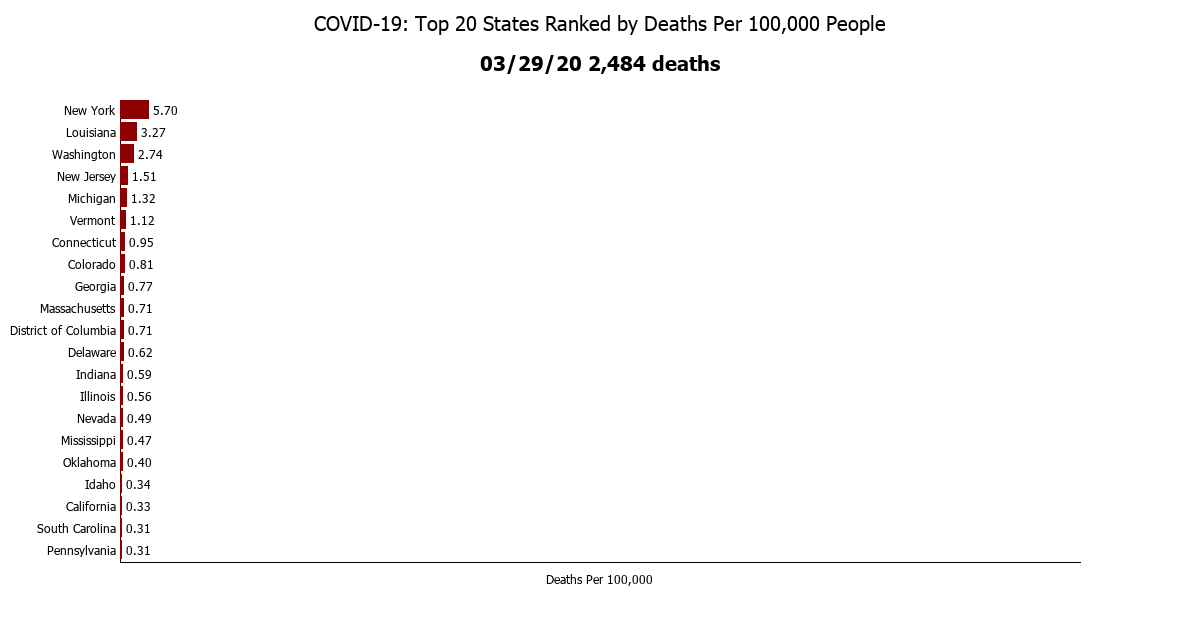 COVID-19: Top 20 States Ranked by Deaths Per 100,000 People
03/29/20 2,484 deaths
New York 5.70
Louisiana 3.27
Washington 2.74
New Jersey 1.51
Michigan 1.32
Vermont 1.12
Connecticut 0.95
Colorado 0.81
Georgia 0.77
Massachusetts 0.71
District of Columbia 0.71
Delaware 0.62
Indiana 0.59
Illinois 0.56
Nevada 0.49
Mississippi 0.47
Oklahoma 0.40
Idaho 0.34
California 0.33
South Carolina 0.31
Pennsylvania 0.31
Deaths Per 100,000